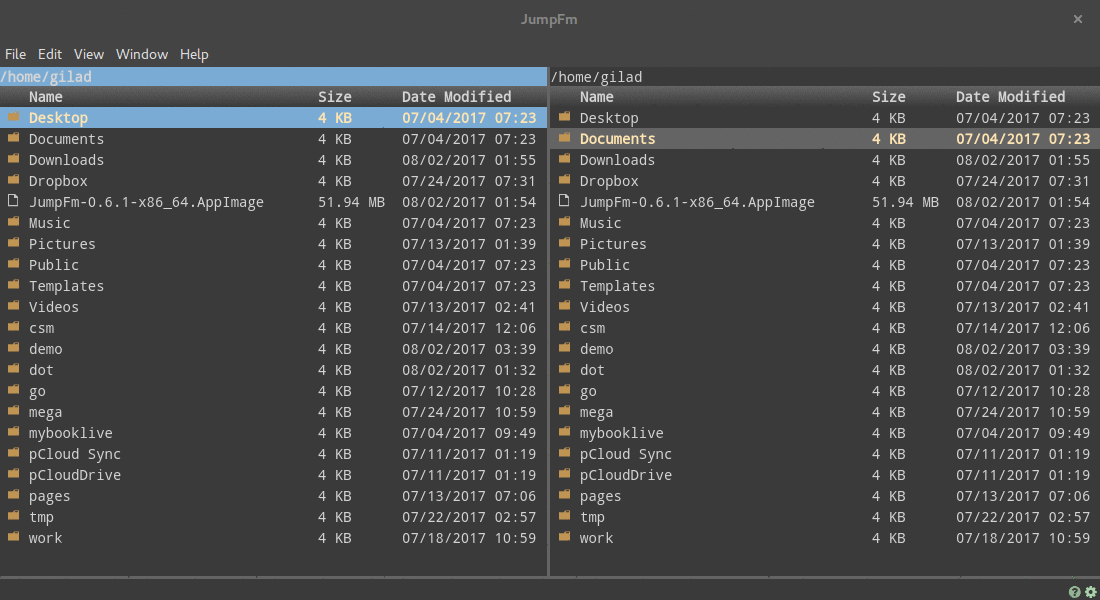 JumpFm
File Edit View Window Help
/home/gilad /home/gilad
Name Size Date Modified Name Size Date Modified
Desktop 4 KB 07/04/2017 07:23 Desktop 4 KB 07/04/2017 07:23
Documents 4 KB 07/04/2017 07:23 Documents 4 KB 07/04/2017 07:23
Downloads 4 KB 08/02/2017 01:55 Downloads 4 KB 08/02/2017 01:55
Dropbox 4 KB 07/24/2017 07:31 Dropbox 4 KB 07/24/2017 07:31
JumpFm-0.6.1-x86_64.AppImage 51.94 MB 08/02/2017 01:54 JumpFm-0.6.1-x86_64.AppImage 51.94 MB 08/02/2017 01:54
Music 4 KB 07/04/2017 07:23 Music 4 KB 07/04/2017 07:23
Pictures 4 KB 07/13/2017 01:39 Pictures 4 KB 07/13/2017 01:39
Public 4 KB 07/04/2017 07:23 Public 4 KB 07/04/2017 07:23
Templates 4 KB 07/04/2017 07:23 Templates 4 KB 07/04/2017 07:23
Videos 4 KB 07/13/2017 02:41 Videos 4 KB 07/13/2017 02:41
csm 4 KB 07/14/2017 12:06 csm 4 KB 07/14/2017 12:06
demo 4 KB 08/02/2017 03:39 demo 4 KB 08/02/2017 03:39
dot 4 KB 08/02/2017 01:32 dot 4 KB 08/02/2017 01:32
go 4 KB 07/12/2017 10:28 go 4 KB 07/12/2017 10:28
mega 4 KB 07/24/2017 10:59 mega 4 KB 07/24/2017 10:59
mybooklive 4 KB 07/04/2017 09:49 mybooklive 4 KB 07/04/2017 09:49
pCloud Sync 4 KB 07/11/2017 01:19 pCloud Sync 4 KB 07/11/2017 01:19
pCloudDrive 4 KB 07/11/2017 01:19 pCloudDrive 4 KB 07/11/2017 01:19
pages 4 KB 07/13/2017 07:06 pages 4 KB 07/13/2017 07:06
tmp 4 KB 07/22/2017 02:57 tmp 4 KB 07/22/2017 02:57
work 4 KB 07/18/2017 10:59 work 4 KB 07/18/2017 10:59